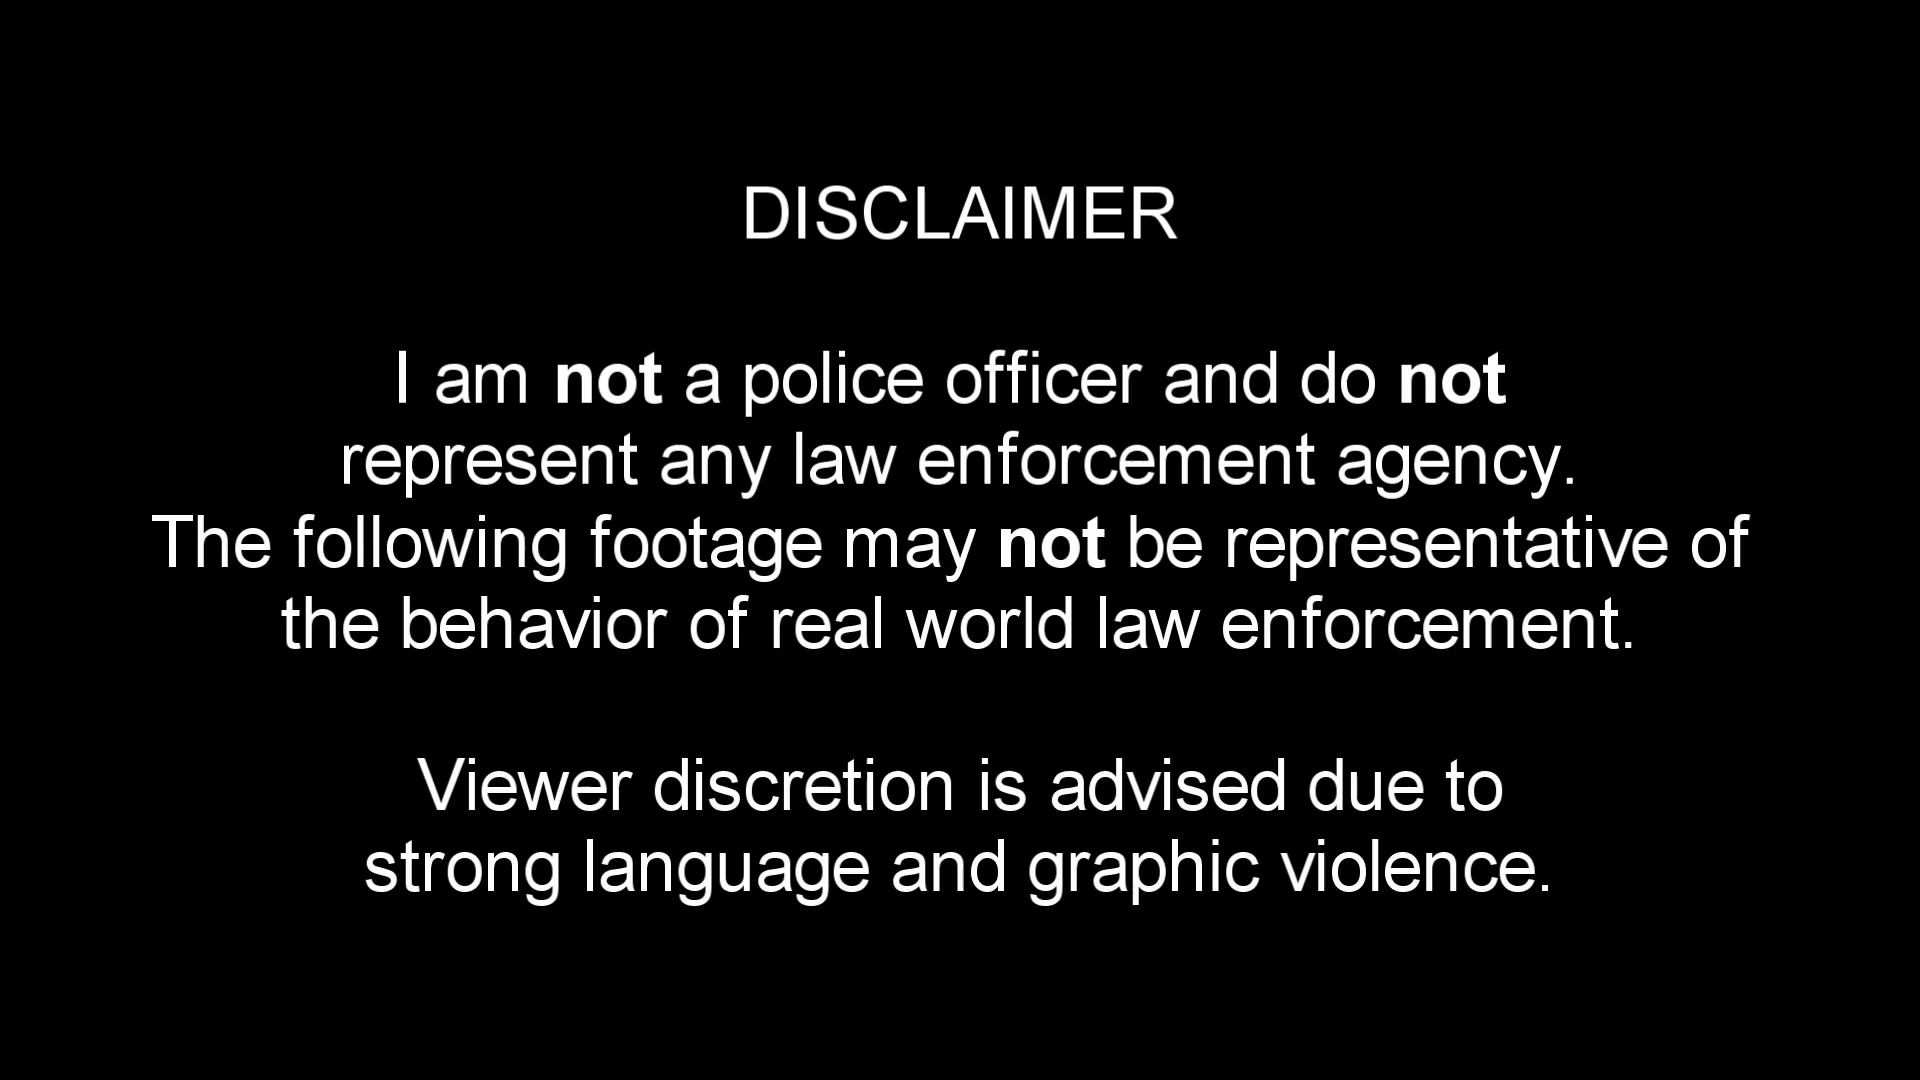 DISCLAIMER
I am not a police officer and do not
represent any law enforcement agency.
The following footage may not be representative of
the behavior of real world law enforcement.
Viewer discretion is advised due to
strong language and graphic violence.